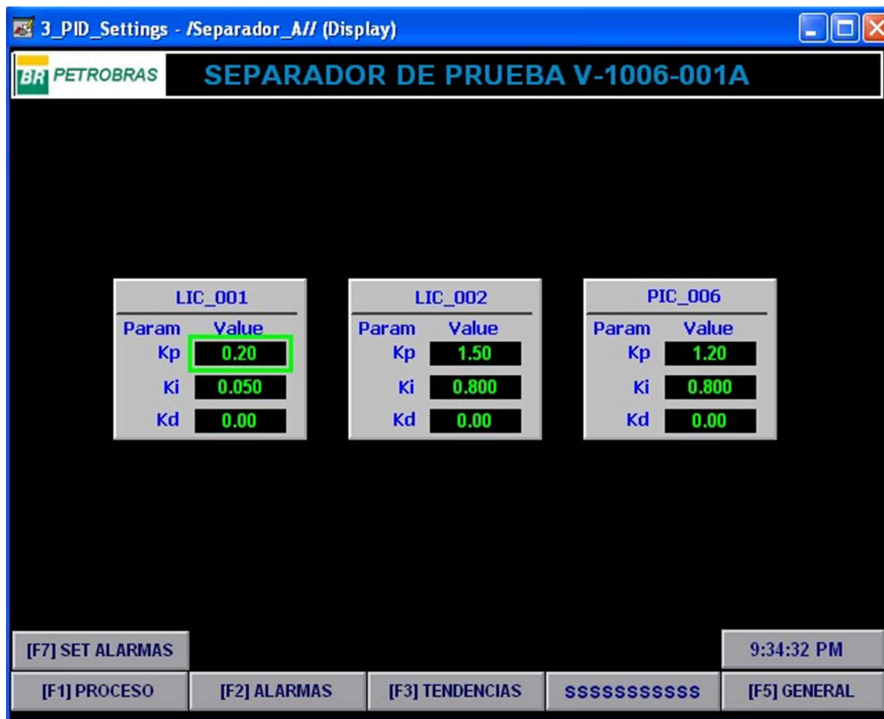 3_PID_Settings - /Separador_A// (Display)
BR PETROBRAS
SEPARADOR DE PRUEBA V-1006-001A
LIC_001
Param Value
Kp 0.20
Ki 0.050
Kd 0.00
LIC_002
Param Value
Kp 1.50
Ki 0.800
Kd 0.00
PIC_006
Param Value
Kp 1.20
Ki 0.800
Kd 0.00
[F7] SET ALARMAS
9:34:32 PM
[F1] PROCESO
[F2] ALARMAS
[F3] TENDENCIAS
SSSSSSSSSSS
[F5] GENERAL